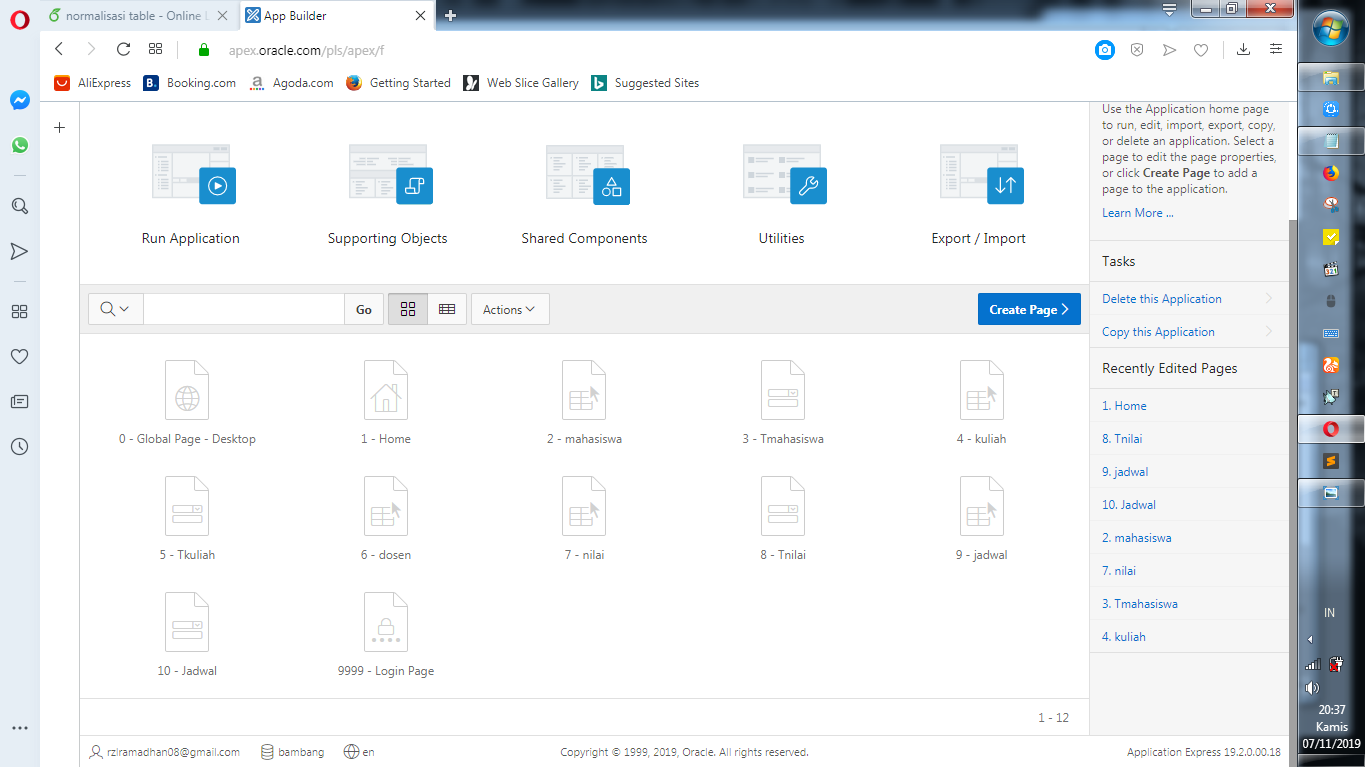 normalisasi table - Online L
App Builder
apex.oracle.com/pls/apex/f
AliExpress
Booking.com
Agoda.com
Getting Started
Web Slice Gallery
Suggested Sites
Run Application
Supporting Objects
Shared Components
Utilities
Export / Import
Go
Actions
Create Page
0 - Global Page - Desktop
1 - Home
2 - mahasiswa
3 - Tmahasiswa
4 - kuliah
5 - Tkuliah
6 - dosen
7 - nilai
8 - Tnilai
9 - jadwal
10 - Jadwal
9999 - Login Page
1 - 12
Use the Application home page
to run, edit, import, export, copy,
or delete an application. Select a
page to edit the page properties,
or click Create Page to add a
page to the application.
Learn More ...
Tasks
Delete this Application
Copy this Application
Recently Edited Pages
1. Home
8. Tnilai
9. jadwal
10. Jadwal
2. mahasiswa
7. nilai
3. Tmahasiswa
4. kuliah
rziramadhan08@gmail.com
bambang
en
Copyright © 1999, 2019, Oracle. All rights reserved.
Application Express 19.2.0.00.18
IN
20:37
Kamis
07/11/2019